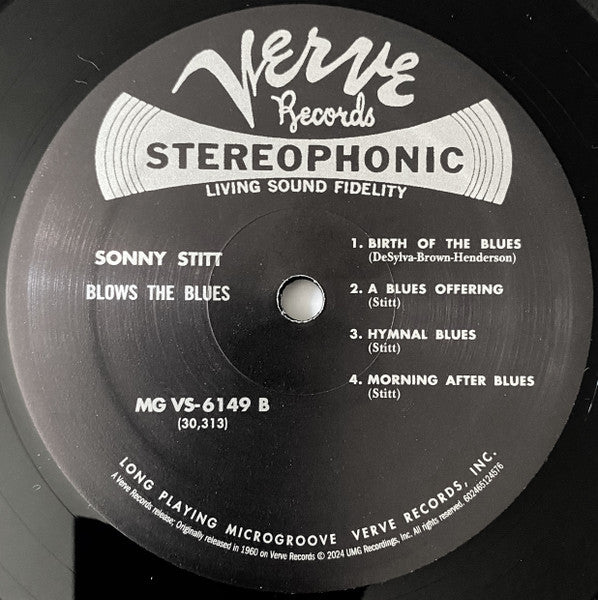 Verve
Records
STEREOPHONIC
LIVING SOUND FIDELITY
SONNY STITT
BLOWS THE BLUES
MG VS-6149 B
(30,313)
1. BIRTH OF THE BLUES
(DeSylva-Brown-Henderson)
2. A BLUES OFFERING
(Stitt)
3. HYMNAL BLUES
(Stitt)
4. MORNING AFTER BLUES
(Stitt)
LONG PLAYING MICROGROOVE VERVE RECORDS, INC.
A Verve Records release; Originally released in 1960 on Verve Records © 2024 UMG Recordings, Inc. All rights reserved. 602465124576